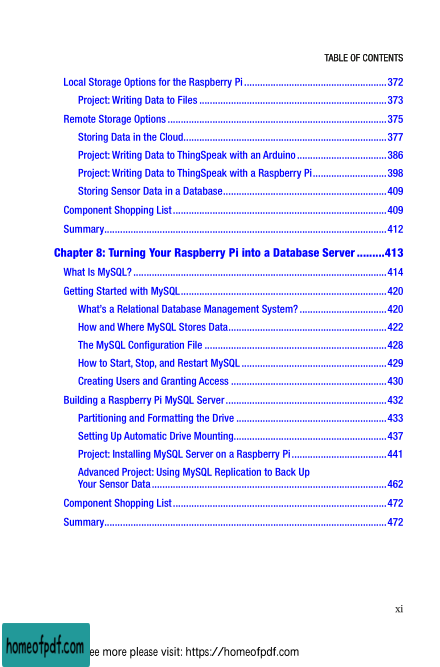 TABLE OF CONTENTS
Local Storage Options for the Raspberry Pi.......................................................372
Project: Writing Data to Files.......................................................................373
Remote Storage Options...................................................................................375
Storing Data in the Cloud.............................................................................377
Project: Writing Data to ThingSpeak with an Arduino..................................386
Project: Writing Data to ThingSpeak with a Raspberry Pi............................398
Storing Sensor Data in a Database..............................................................409
Component Shopping List.................................................................................409
Summary...........................................................................................................412
Chapter 8: Turning Your Raspberry Pi into a Database Server.........413
What Is MySQL?................................................................................................414
Getting Started with MySQL..............................................................................420
What's a Relational Database Management System?.................................420
How and Where MySQL Stores Data............................................................422
The MySQL Configuration File.....................................................................428
How to Start, Stop, and Restart MySQL.......................................................429
Creating Users and Granting Access...........................................................430
Building a Raspberry Pi MySQL Server.............................................................432
Partitioning and Formatting the Drive.........................................................433
Setting Up Automatic Drive Mounting..........................................................437
Project: Installing MySQL Server on a Raspberry Pi....................................441
Advanced Project: Using MySQL Replication to Back Up
Your Sensor Data.........................................................................................462
Component Shopping List.................................................................................472
Summary...........................................................................................................472
xi
homeofpdf.com
ee more please visit: https://homeofpdf.com